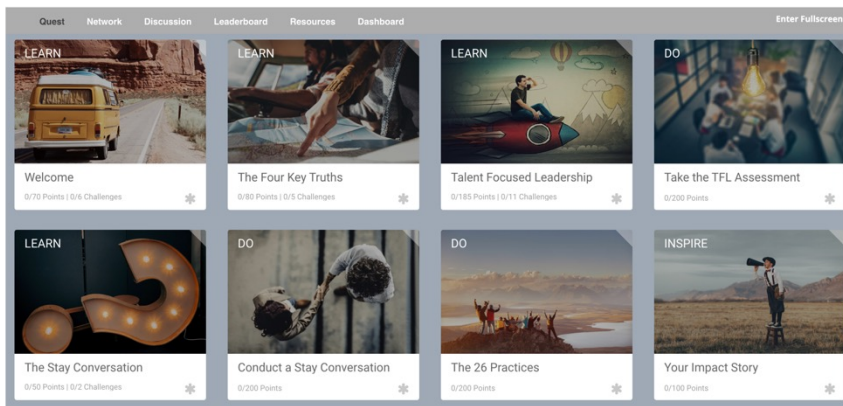 Quest Network Discussion Leaderboard Resources Dashboard Enter Fullscreen
LEARN
Welcome
0/70 Points | 0/6 Challenges
LEARN
The Four Key Truths
0/80 Points | 0/5 Challenges
LEARN
Talent Focused Leadership
0/185 Points | 0/11 Challenges
DO
Take the TFL Assessment
0/200 Points
LEARN
The Stay Conversation
0/50 Points | 0/2 Challenges
DO
Conduct a Stay Conversation
0/200 Points
DO
The 26 Practices
0/200 Points
INSPIRE
Your Impact Story
0/100 Points